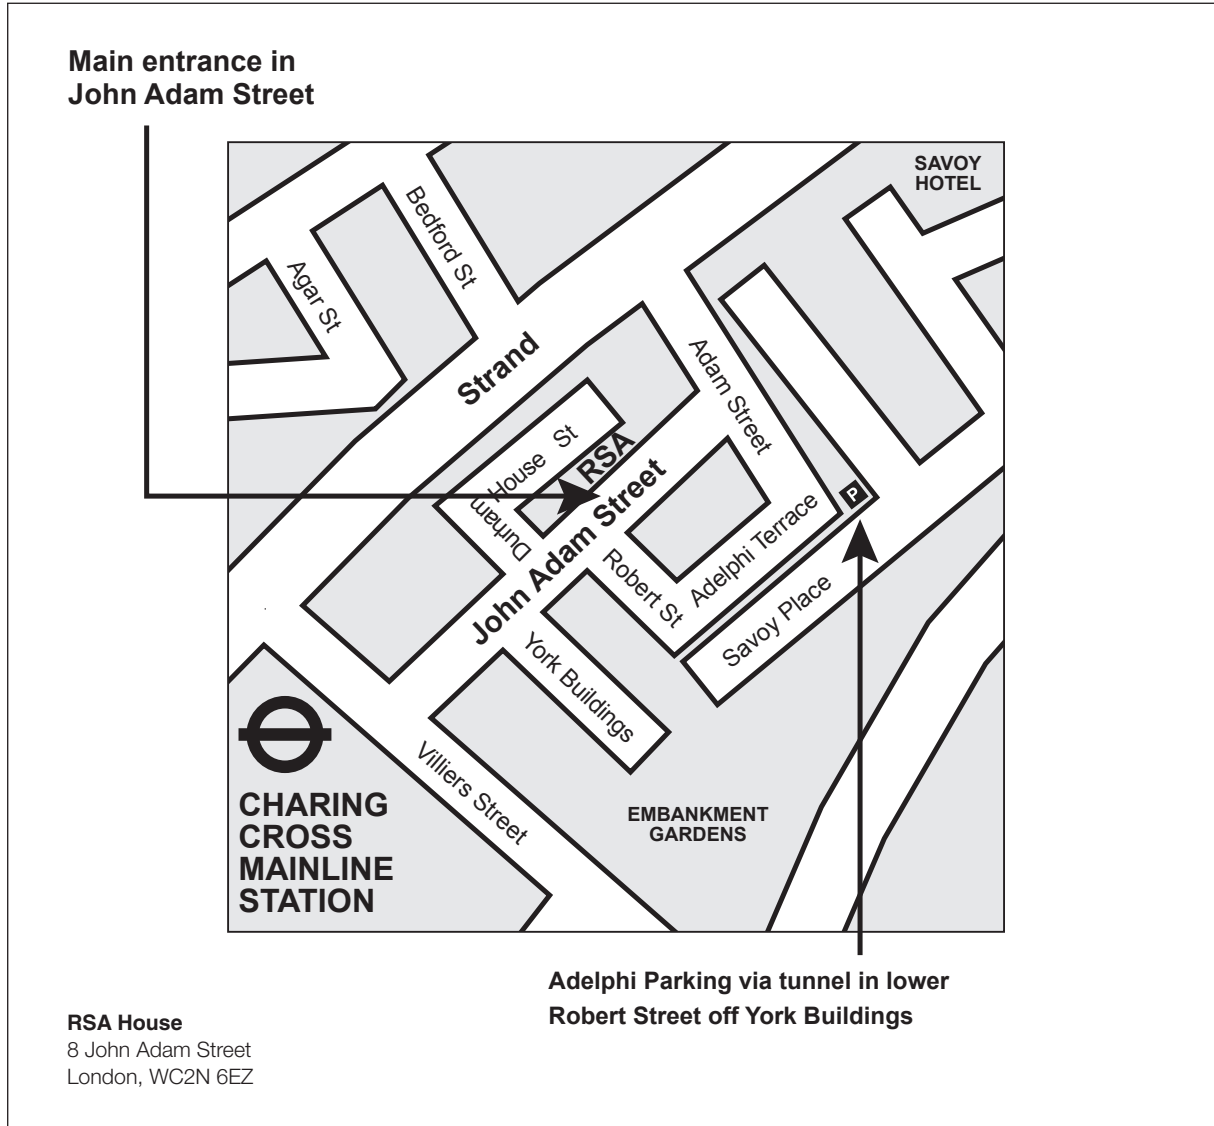 Main entrance in
John Adam Street
SAVOY
HOTEL
Bedford St
Agar St
Strand
Adam Street
Durham
House St
RSA
John Adam Street
Robert St
Adelphi Terrace
P
Savoy Place
York Buildings
Villiers Street
CHARING
CROSS
MAINLINE
STATION
EMBANKMENT
GARDENS
Adelphi Parking via tunnel in lower
Robert Street off York Buildings
RSA House
8 John Adam Street
London, WC2N 6EZ